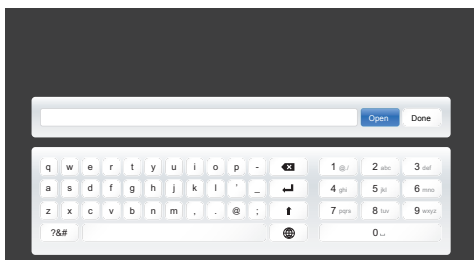 Open Done
q w e r t y u i o p - 1 @./ 2 abc 3 def
a s d f g h j k l ' _ 4 ghi 5 jkl 6 mno
z x c v b n m , . @ ; 7 pqrs 8 tuv 9 wxyz
?&# 0